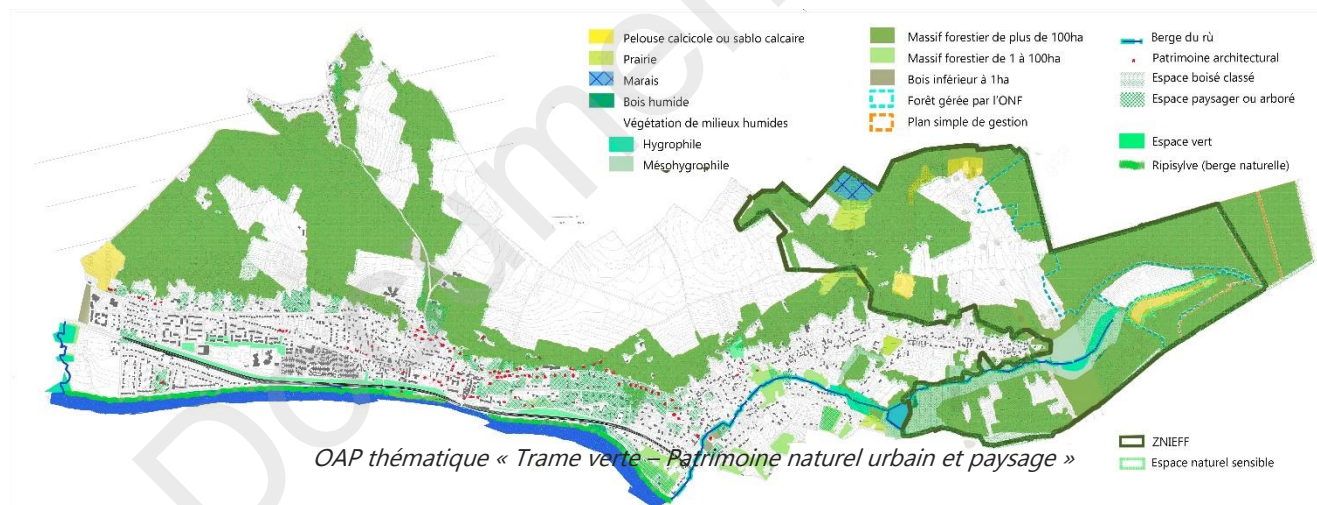 Pelouse calcicole ou sablo calcaire
Prairie
Marais
Bois humide
Végétation de milieux humides
Hygrophile
Mésohygrophile
Massif forestier de plus de 100ha
Massif forestier de 1 à 100ha
Bois inférieur à 1ha
Forêt gérée par l'ONF
Plan simple de gestion
Berge du rù
Patrimoine architectural
Espace boisé classé
Espace paysager ou arboré
Espace vert
Ripisylve (berge naturelle)
OAP thématique « Trame verte – Patrimoine naturel urbain et paysage »
ZNIEFF
Espace naturel sensible